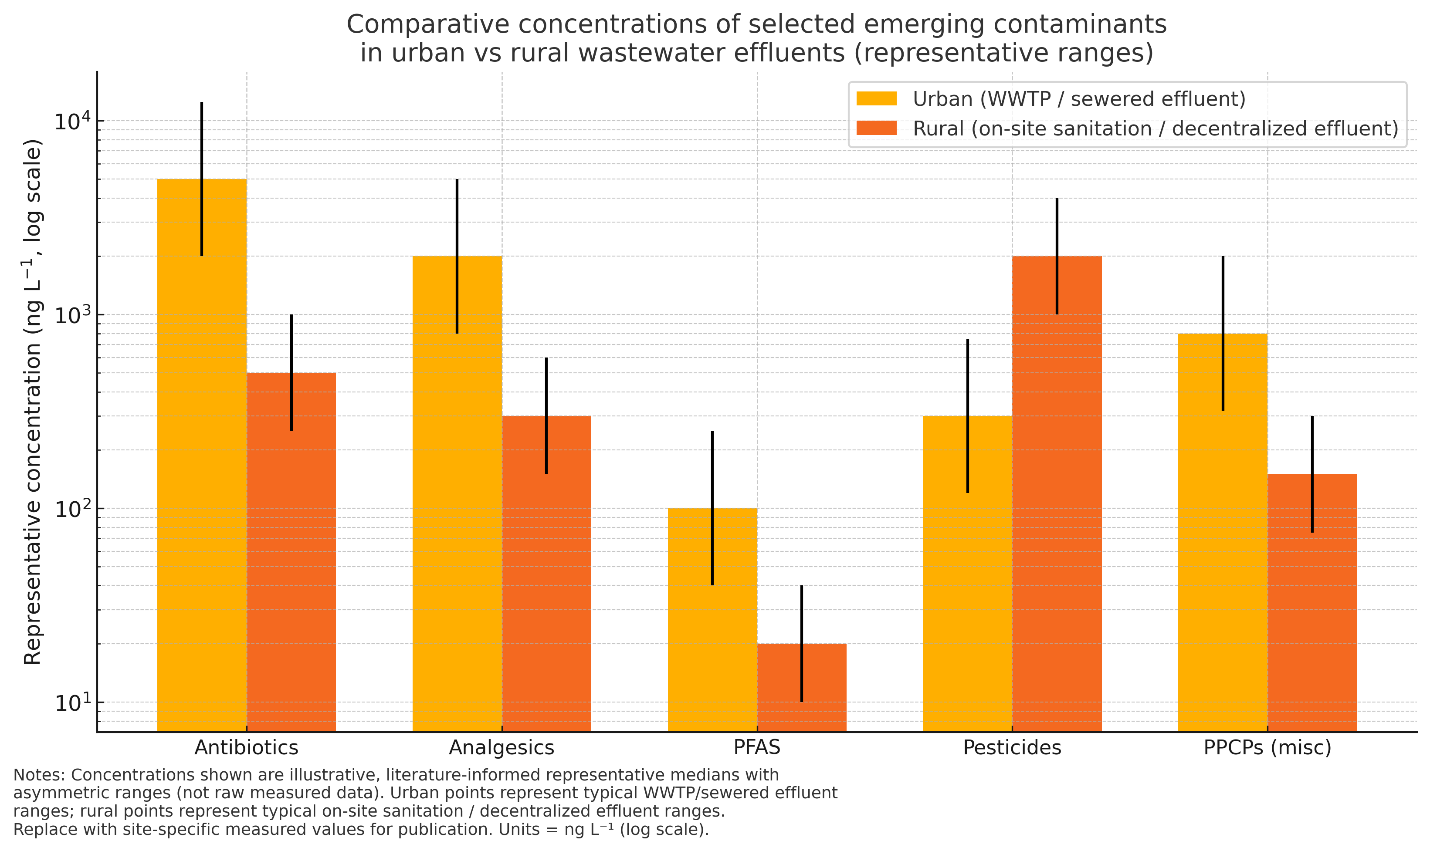 Comparative concentrations of selected emerging contaminants
in urban vs rural wastewater effluents (representative ranges)
Urban (WWTP / sewered effluent)
Rural (on-site sanitation / decentralized effluent)
Representative concentration (ng L⁻¹, log scale)
10⁴
10³
10²
10¹
Antibiotics
Analgesics
PFAS
Pesticides
PPCPs (misc)
Notes: Concentrations shown are illustrative, literature-informed representative medians with
asymmetric ranges (not raw measured data). Urban points represent typical WWTP/sewered effluent
ranges; rural points represent typical on-site sanitation / decentralized effluent ranges.
Replace with site-specific measured values for publication. Units = ng L⁻¹ (log scale).